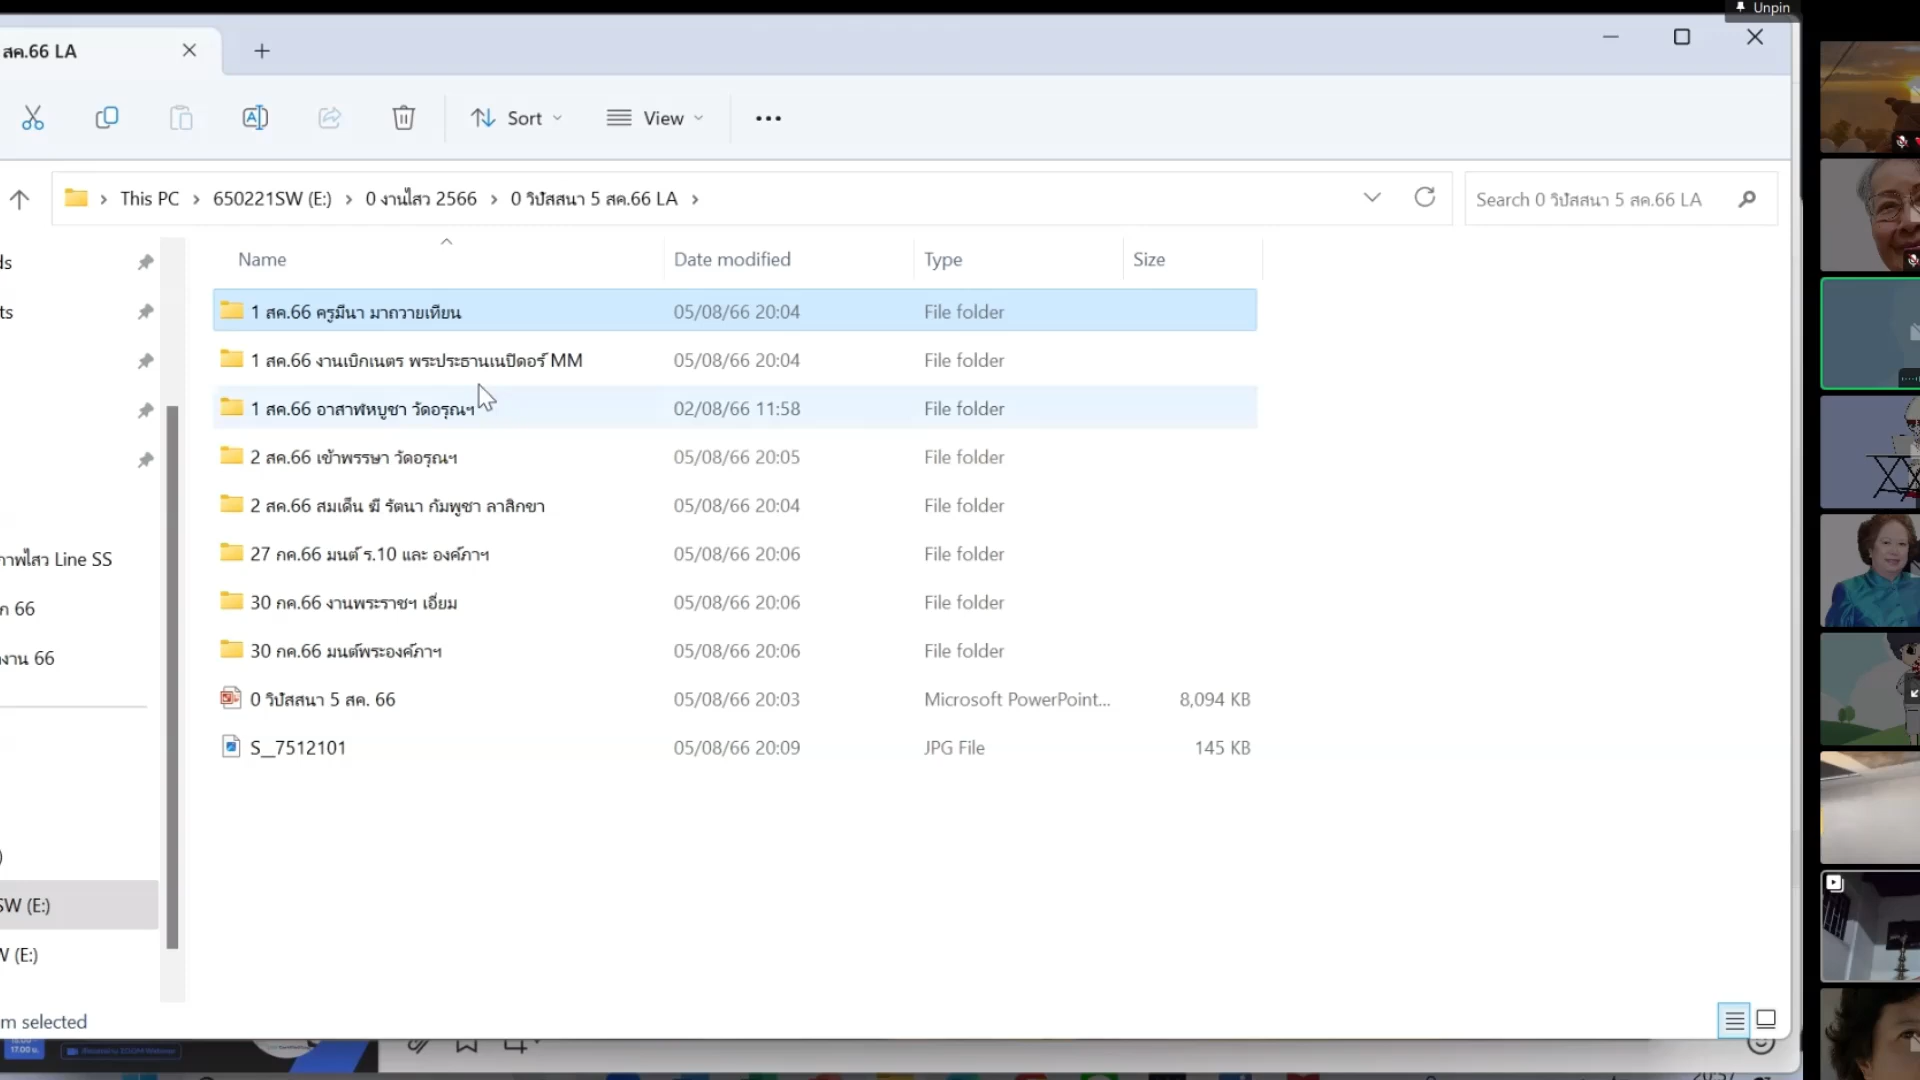 Unpin
สค.66 LA
Sort
View
This PC
650221SW (E:)
0 งานไสว 2566
0 วิปัสสนา 5 สค.66 LA
Search 0 วิปัสสนา 5 สค.66 LA
Name
Date modified
Type
Size
1 สค.66 ครูมีนา มาถวายเทียน 05/08/66 20:04 File folder
1 สค.66 งานเบิกเนตร พระประธานเนปิดอร์ MM 05/08/66 20:04 File folder
1 สค.66 อาสาฬหบูชา วัดอรุณฯ 02/08/66 11:58 File folder
2 สค.66 เข้าพรรษา วัดอรุณฯ 05/08/66 20:05 File folder
2 สค.66 สมเด็น ฆี รัตนา กัมพูชา ลาสิกขา 05/08/66 20:04 File folder
27 กค.66 มนต์ ร.10 และ องค์ภาฯ 05/08/66 20:06 File folder
30 กค.66 งานพระราชฯ เอี่ยม 05/08/66 20:06 File folder
30 กค.66 มนต์พระองค์ภาฯ 05/08/66 20:06 File folder
0 วิปัสสนา 5 สค. 66 05/08/66 20:03 Microsoft PowerPoint... 8,094 KB
S__7512101 05/08/66 20:09 JPG File 145 KB
ds
ts
ภาพไสว Line SS
ก 66
งาน 66
)
SW (E:)
W (E:)
m selected
17.00 น.
20:57